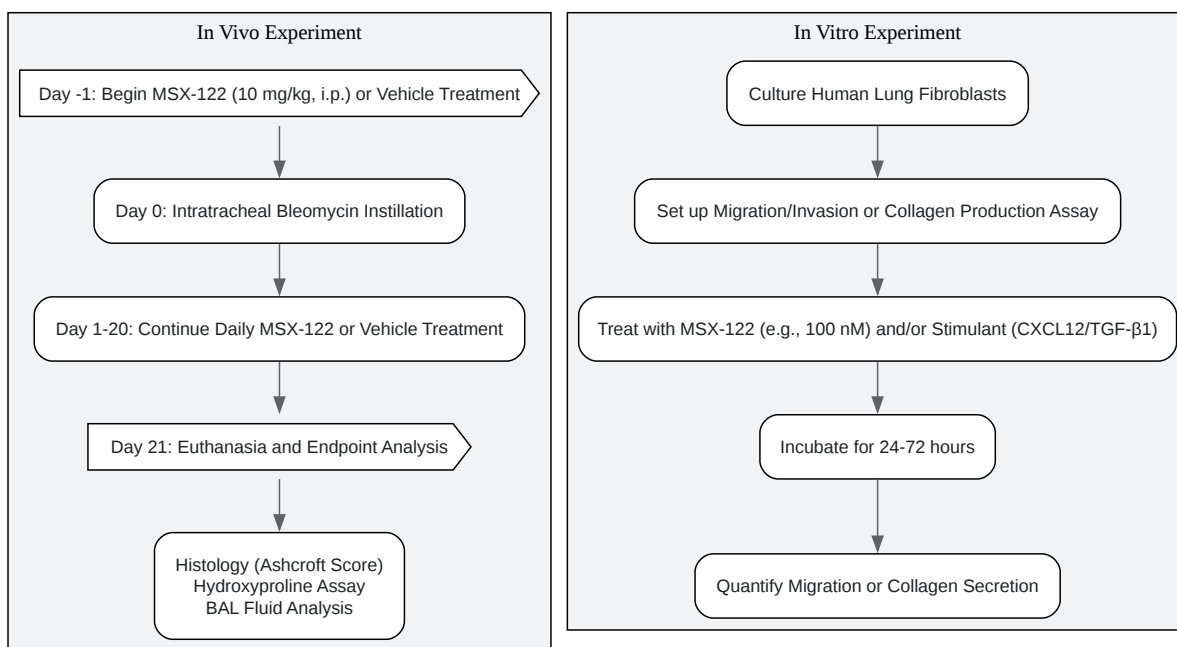 In Vivo Experiment
Day -1: Begin MSX-122 (10 mg/kg, i.p.) or Vehicle Treatment
Day 0: Intratracheal Bleomycin Instillation
Day 1-20: Continue Daily MSX-122 or Vehicle Treatment
Day 21: Euthanasia and Endpoint Analysis
Histology (Ashcroft Score)
Hydroxyproline Assay
BAL Fluid Analysis
In Vitro Experiment
Culture Human Lung Fibroblasts
Set up Migration/Invasion or Collagen Production Assay
Treat with MSX-122 (e.g., 100 nM) and/or Stimulant (CXCL12/TGF-β1)
Incubate for 24-72 hours
Quantify Migration or Collagen Secretion